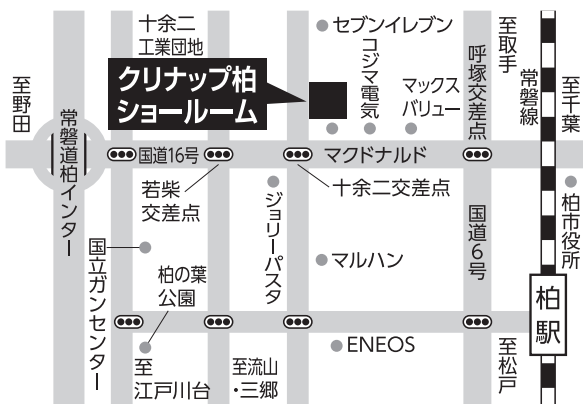 十余二
工業団地
セブンイレブン
至取手
常磐線
至野田
クリナップ柏
ショールーム
コジマ電気
マックス
バリュー
呼塚交差点
至千葉
常磐道柏インター
国道16号
マクドナルド
若柴
交差点
ジョリーパスタ
十余二交差点
国道6号
柏市役所
国立ガンセンター
柏の葉
公園
マルハン
柏駅
ENEOS
至
江戸川台
至流山
・三郷
至松戸